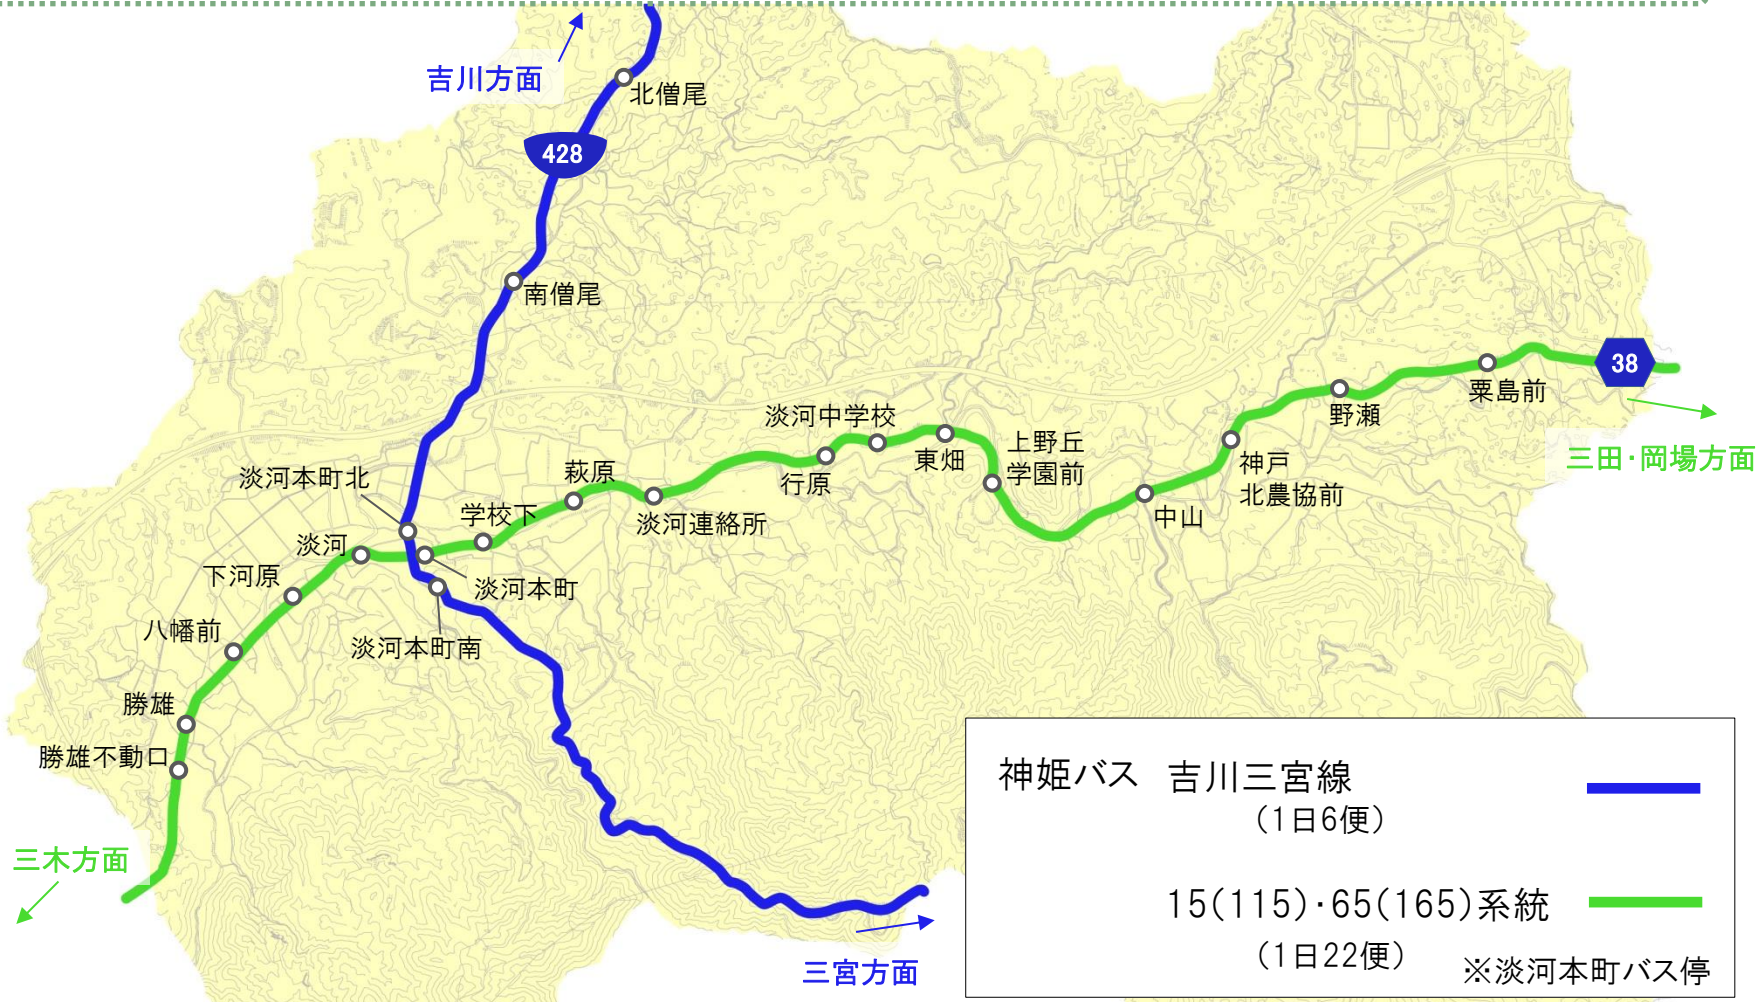 吉川方面
北僧尾
428
南僧尾
38
粟島前
野瀬
三田・岡場方面
淡河中学校
上野丘
学園前
東畑
神戸
北農協前
行原
萩原
淡河本町北
淡河連絡所
中山
学校下
淡河
下河原
淡河本町
八幡前
淡河本町南
勝雄
勝雄不動口
三木方面
三宮方面
神姫バス 吉川三宮線
（1日6便）
15(115)・65(165)系統
（1日22便）
※淡河本町バス停